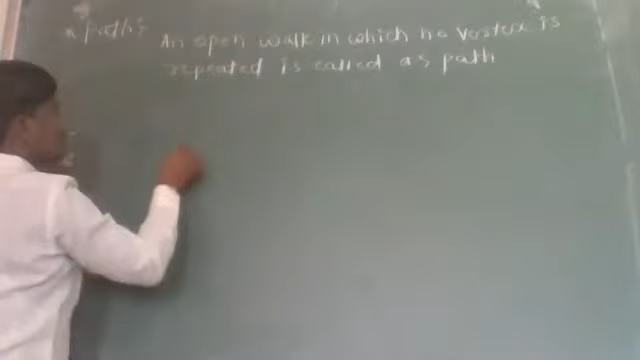 * path:- An open walk in which no vertex is
repeated is called as path